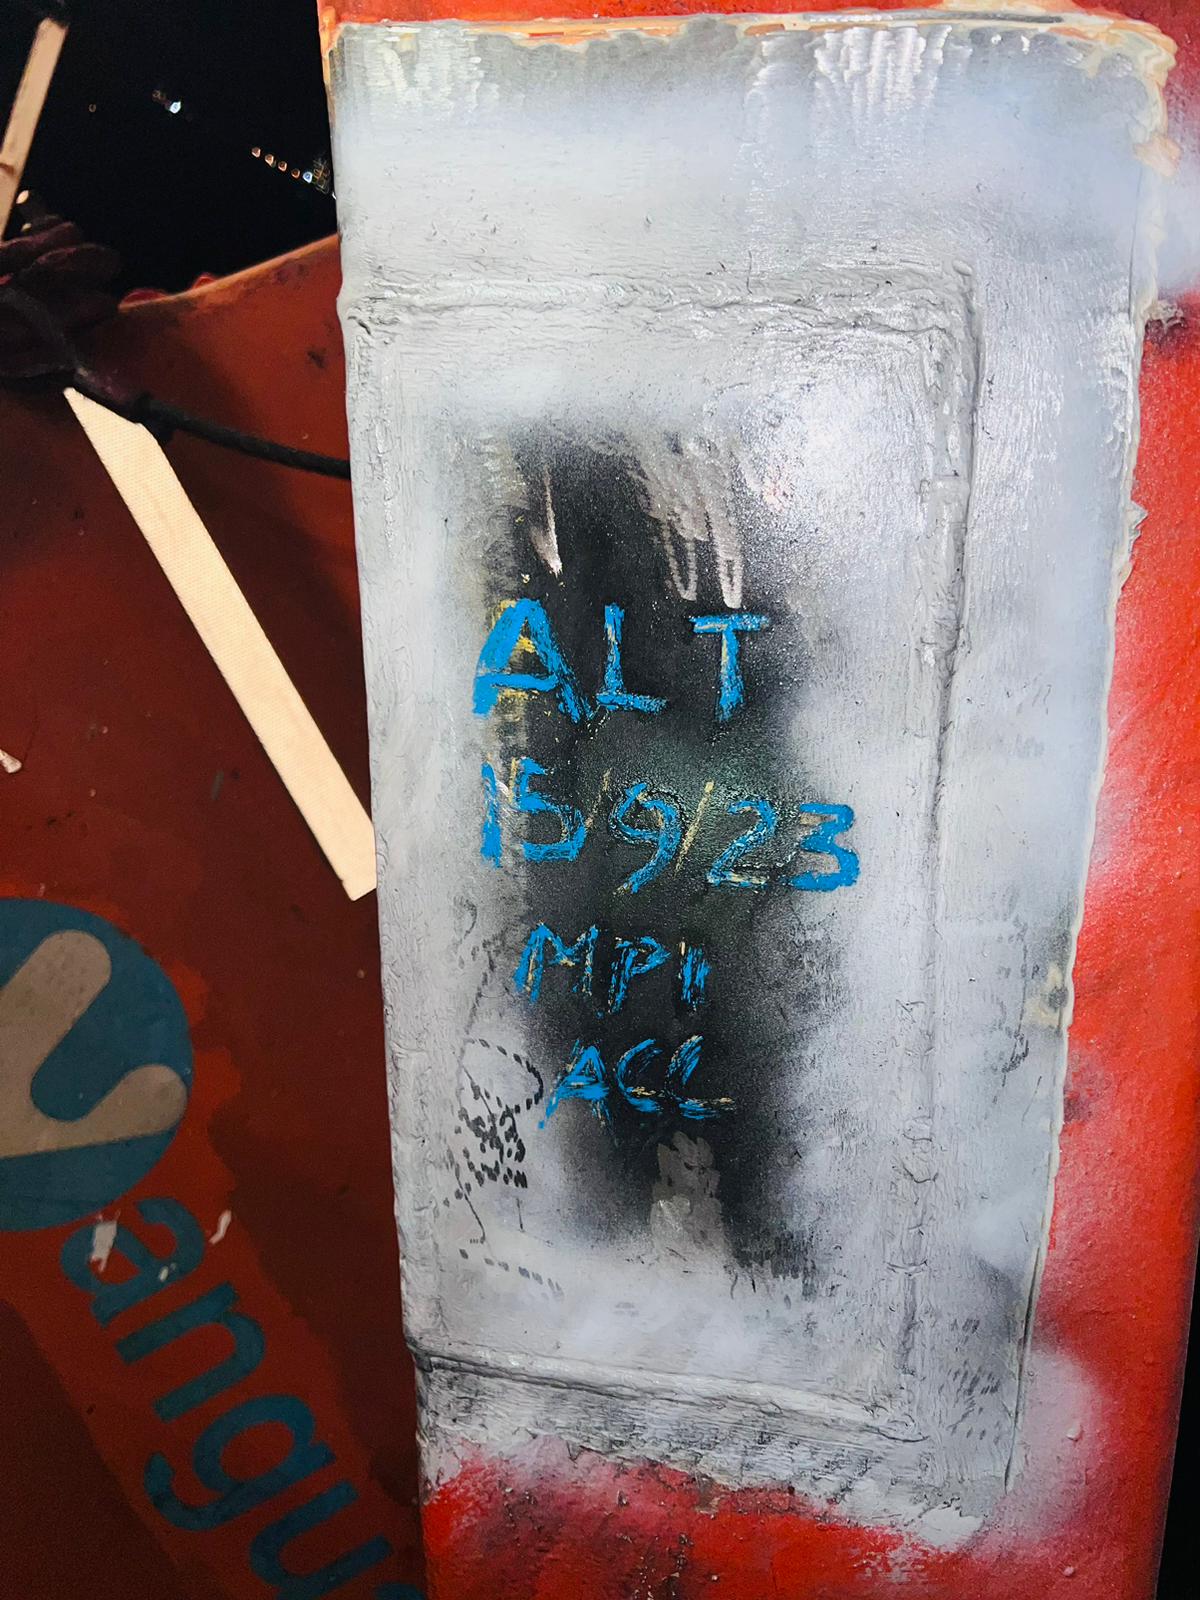 ALT
15/9/23
MPI
ACC
angu